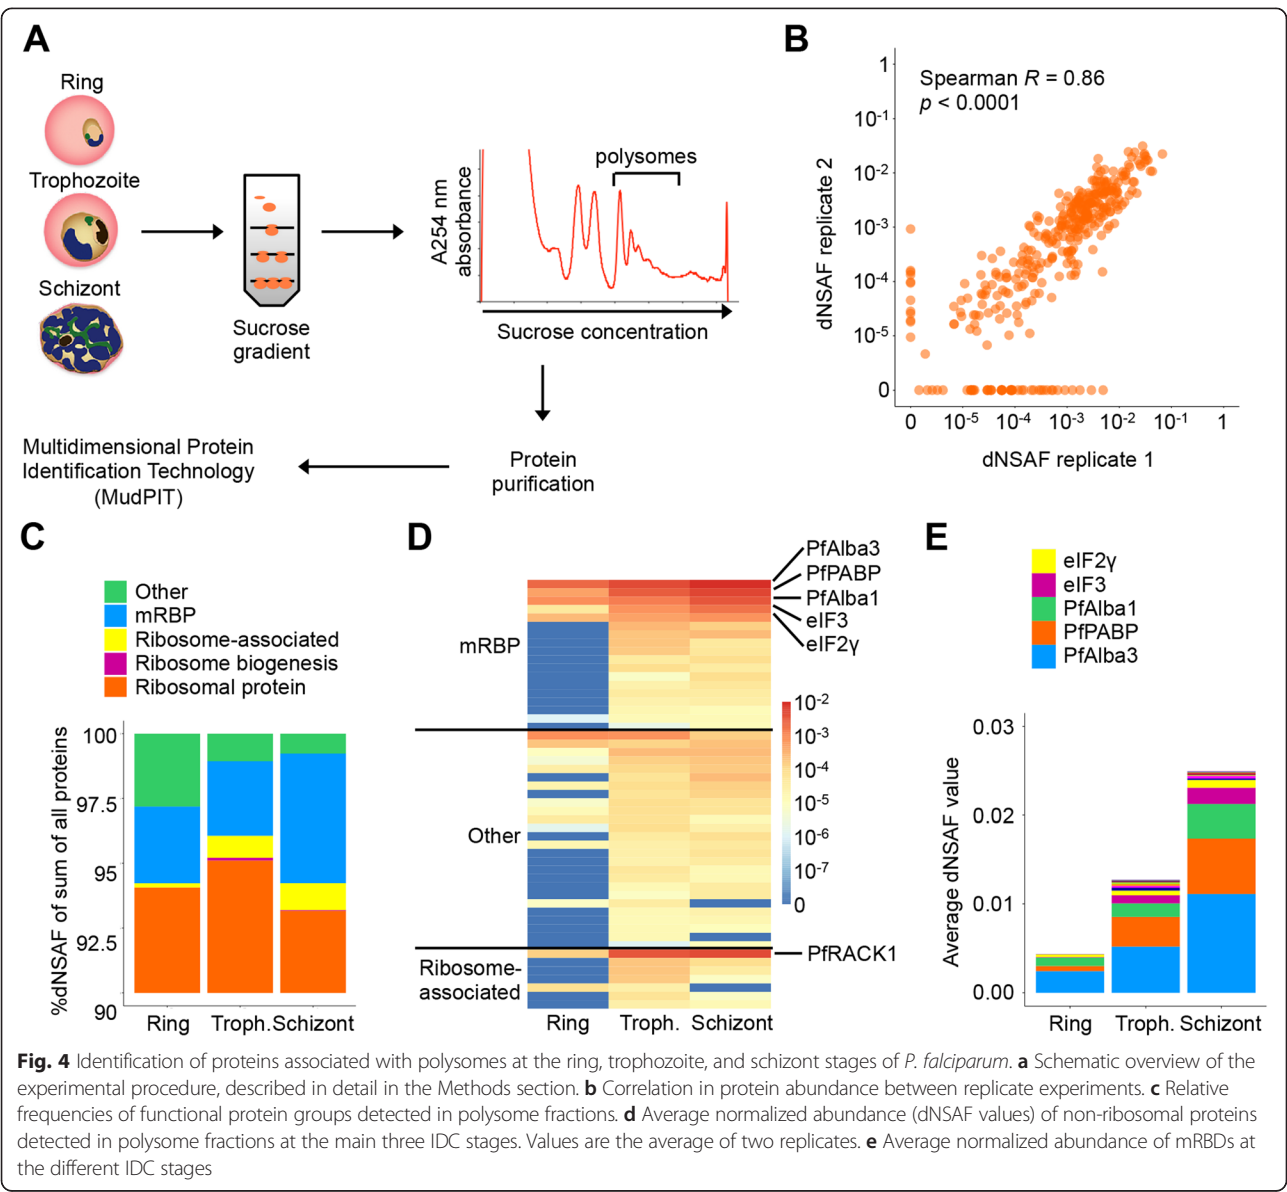 A
Ring
Trophozoite
Schizont
Sucrose
gradient
A254 nm
absorbance
polysomes
Sucrose concentration
Protein
purification
Multidimensional Protein
Identification Technology
(MudPIT)
B
Spearman R = 0.86
p < 0.0001
dNSAF replicate 2
1
10-1
10-2
10-3
10-4
10-5
0
0 10-5 10-4 10-3 10-2 10-1 1
dNSAF replicate 1
C
Other
mRBP
Ribosome-associated
Ribosome biogenesis
Ribosomal protein
%dNSAF of sum of all proteins
100
97.5
95
92.5
90
Ring Troph. Schizont
D
PfAlba3
PfPABP
PfAlba1
eIF3
eIF2γ
mRBP
Other
Ribosome-
associated
PfRACK1
10-2
10-3
10-4
10-5
10-6
10-7
0
Ring Troph. Schizont
E
eIF2γ
eIF3
PfAlba1
PfPABP
PfAlba3
Average dNSAF value
0.03
0.02
0.01
0.00
Ring Troph. Schizont
Fig. 4 Identification of proteins associated with polysomes at the ring, trophozoite, and schizont stages of P. falciparum. a Schematic overview of the
experimental procedure, described in detail in the Methods section. b Correlation in protein abundance between replicate experiments. c Relative
frequencies of functional protein groups detected in polysome fractions. d Average normalized abundance (dNSAF values) of non-ribosomal proteins
detected in polysome fractions at the main three IDC stages. Values are the average of two replicates. e Average normalized abundance of mRBDs at
the different IDC stages